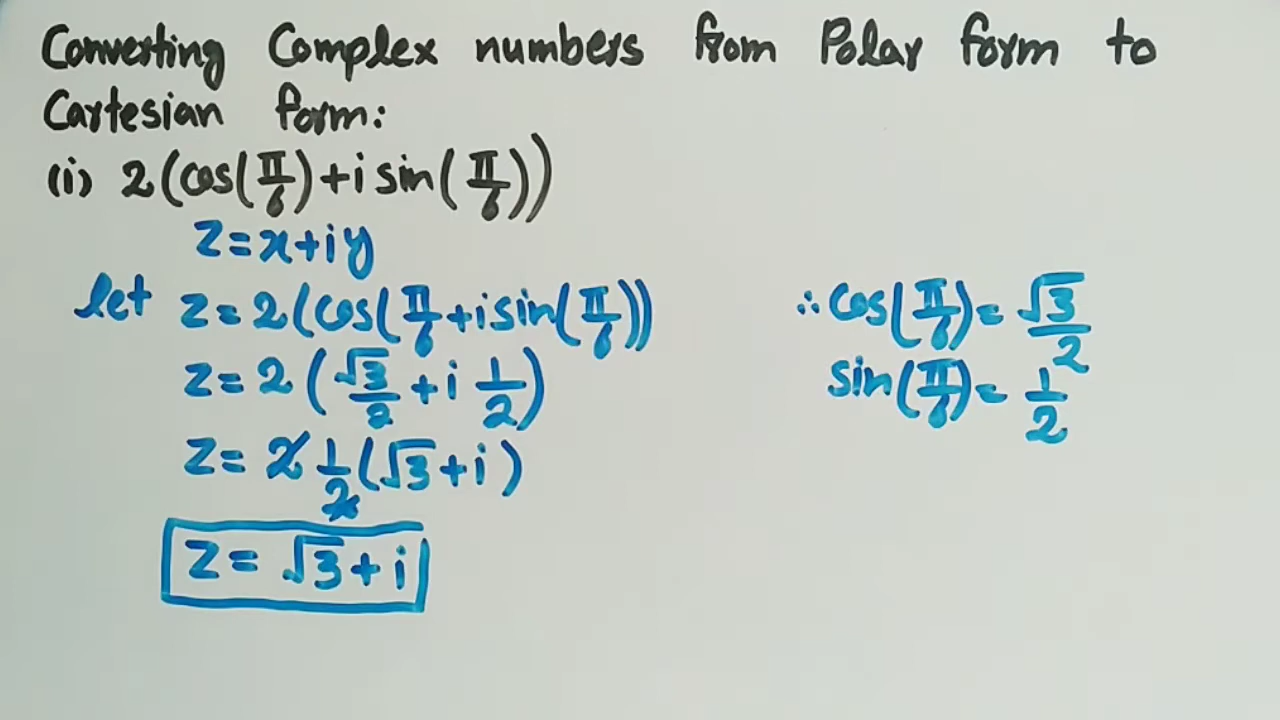 Converting Complex numbers from Polar form to
Cartesian form:
(i) 2(cos(π/6)+i sin(π/6))
z=x+iy
let z=2(cos(π/6+isin(π/6))
z=2(√3/2+i 1/2)
z=2 1/2(√3+i)
z=√3+i
∴cos(π/6)=√3/2
sin(π/6)=1/2